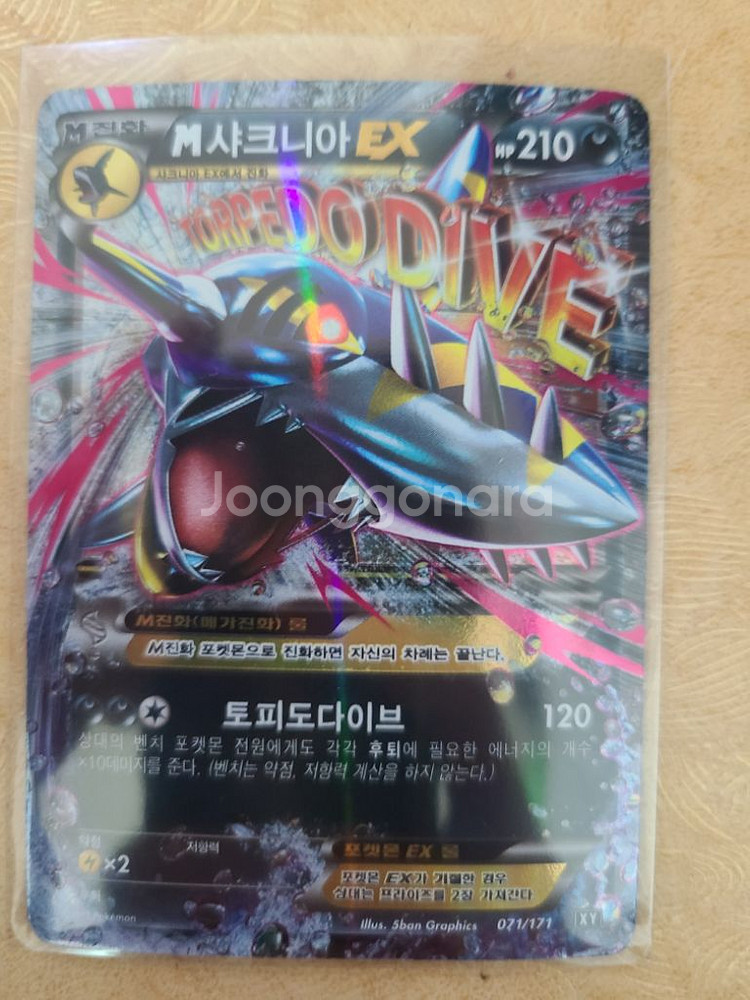 M진화
M샤크니아EX HP210
샤크니아 EX에서 진화
TORPEDO DIVE
Joonggonara
M진화(메가진화) 룰
M진화 포켓몬으로 진화하면 자신의 차례는 끝난다.
토피도다이브 120
상대의 벤치 포켓몬 전원에게도 각각 후퇴에 필요한 에너지의 개수
×10데미지를 준다. (벤치는 약점, 저항력 계산을 하지 않는다.)
약점 저항력
×2
포켓몬 EX 룰
포켓몬 EX가 기절한 경우
상대는 프라이즈를 2장 가져간다
Pokémon
Illus. 5ban Graphics 071/171 XY